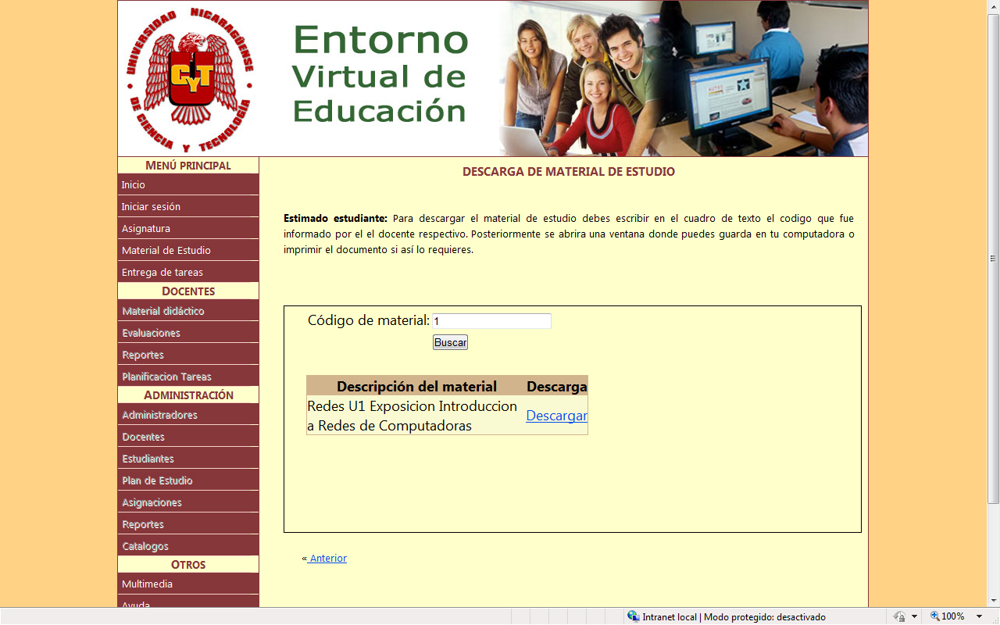 UNIVERSIDAD NICARAGÜENSE
DE CIENCIA Y TECNOLOGÍA
CYT
Entorno
Virtual de
Educación
MENÚ PRINCIPAL
Inicio
Iniciar sesión
Asignatura
Material de Estudio
Entrega de tareas
DOCENTES
Material didáctico
Evaluaciones
Reportes
Planificacion Tareas
ADMINISTRACIÓN
Administradores
Docentes
Estudiantes
Plan de Estudio
Asignaciones
Reportes
Catalogos
OTROS
Multimedia
Ayuda
DESCARGA DE MATERIAL DE ESTUDIO
Estimado estudiante: Para descargar el material de estudio debes escribir en el cuadro de texto el codigo que fue
informado por el el docente respectivo. Posteriormente se abrira una ventana donde puedes guarda en tu computadora o
imprimir el documento si así lo requieres.
Código de material: 1
Buscar
Descripción del material Descarga
Redes U1 Exposicion Introduccion
a Redes de Computadoras
Descargar
« Anterior
Intranet local | Modo protegido: desactivado
100%